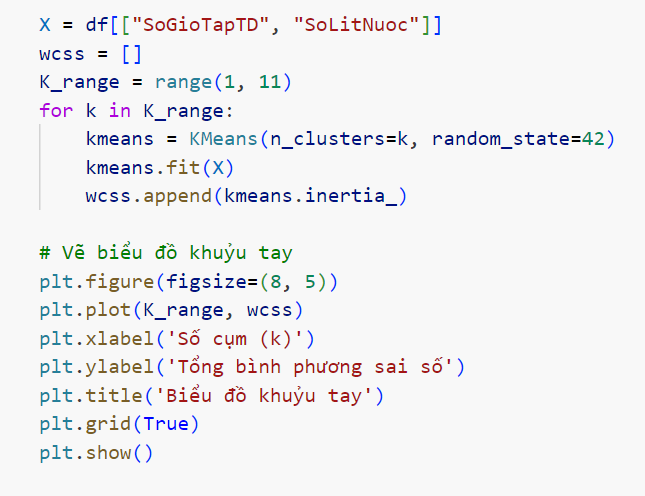 X = df[["SoGioTapTD", "SoLitNuoc"]]
wcss = []
K_range = range(1, 11)
for k in K_range:
    kmeans = KMeans(n_clusters=k, random_state=42)
    kmeans.fit(X)
    wcss.append(kmeans.inertia_)

# Vẽ biểu đồ khuỷu tay
plt.figure(figsize=(8, 5))
plt.plot(K_range, wcss)
plt.xlabel('Số cụm (k)')
plt.ylabel('Tổng bình phương sai số')
plt.title('Biểu đồ khuỷu tay')
plt.grid(True)
plt.show()